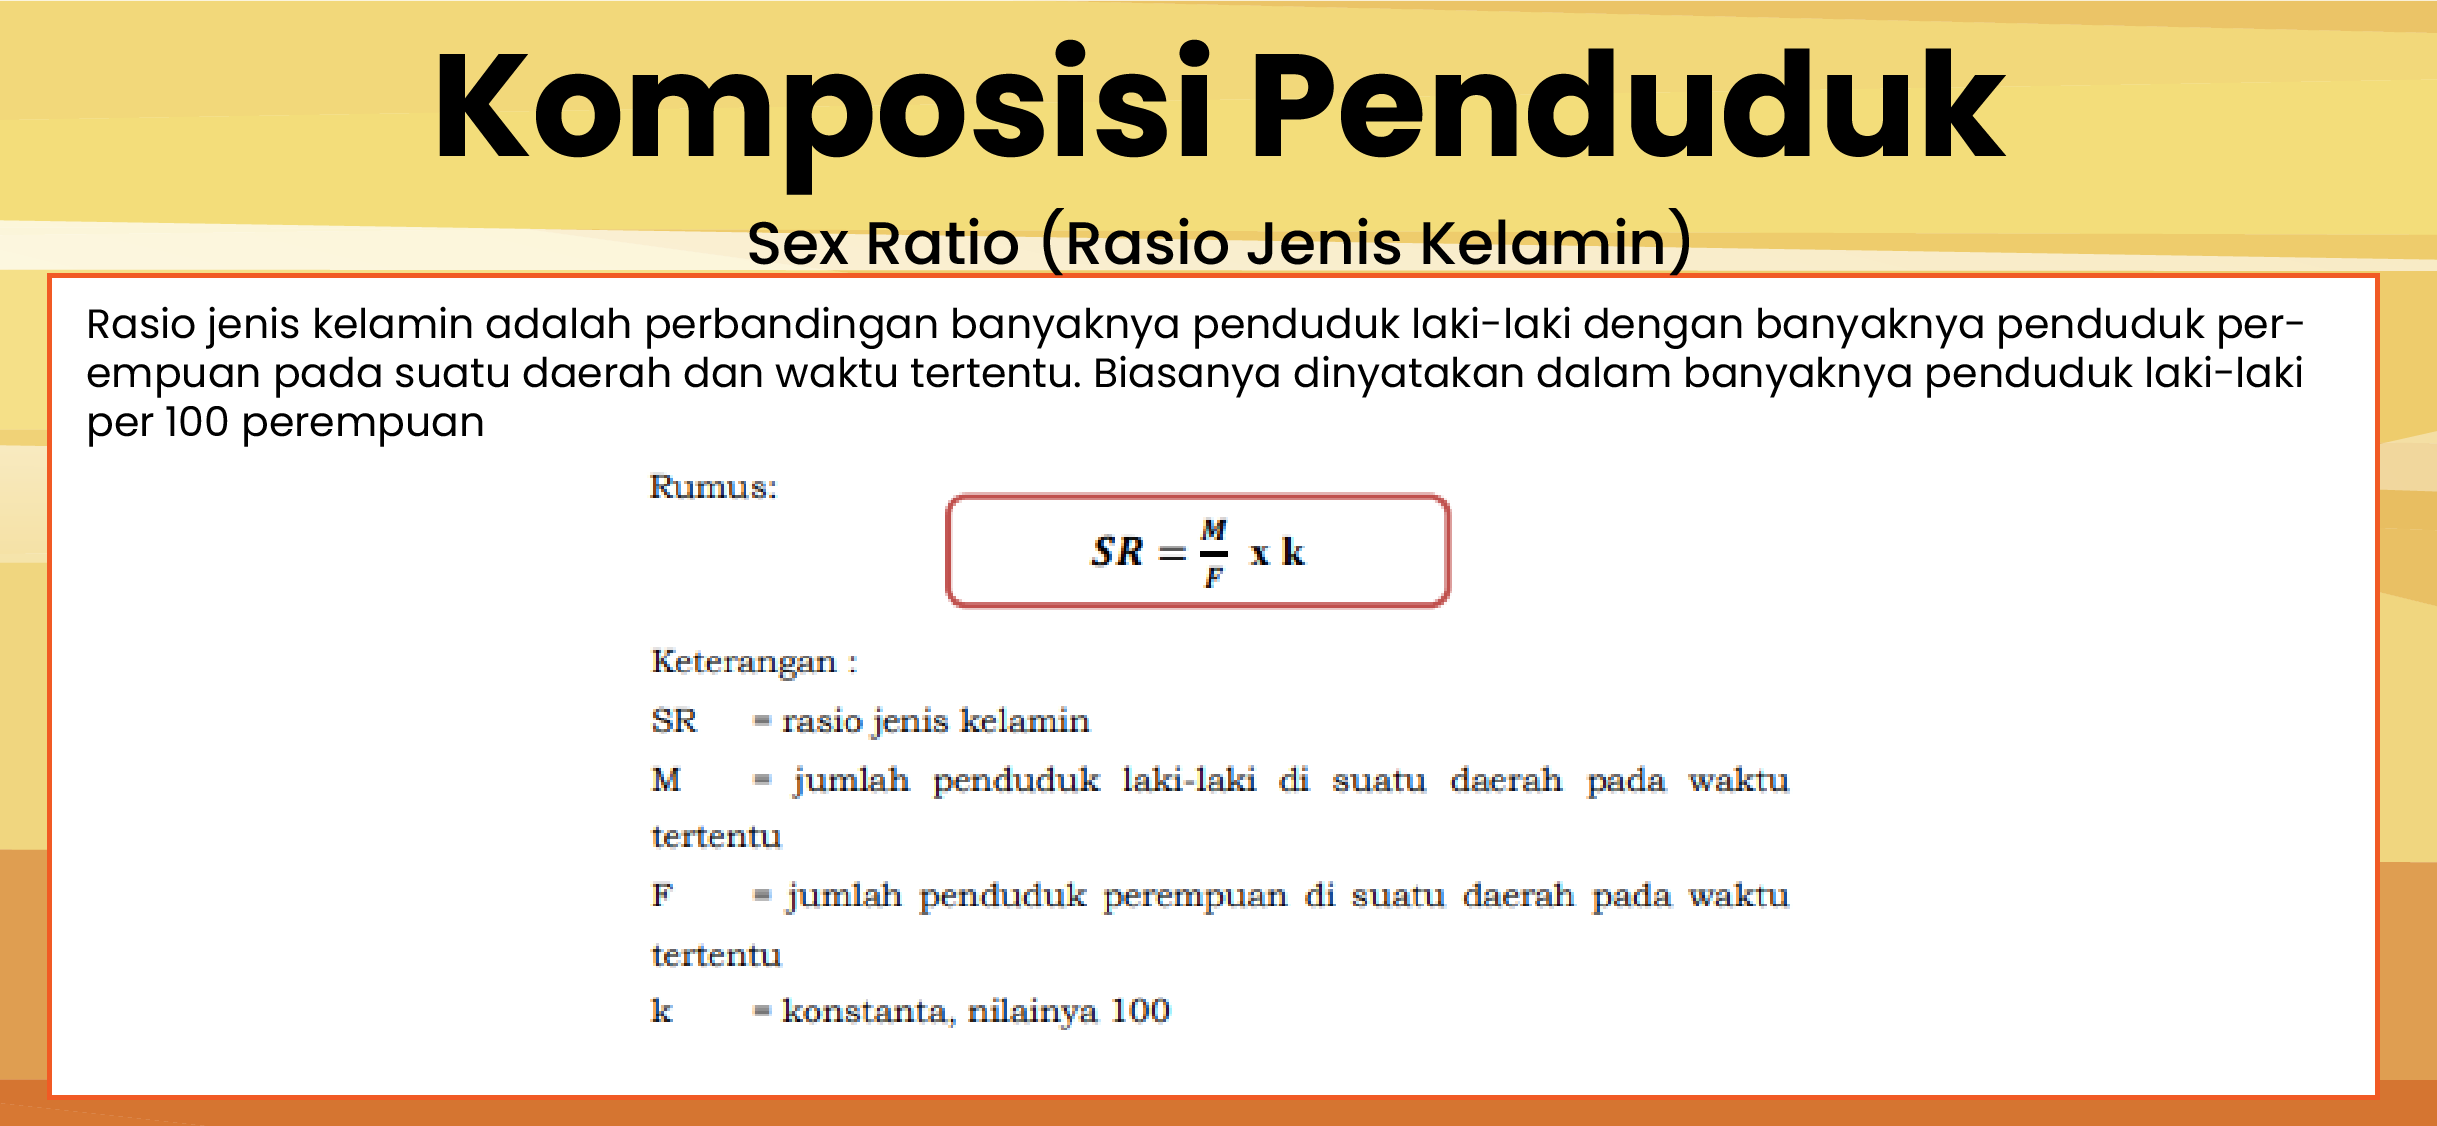 Komposisi Penduduk
Sex Ratio (Rasio Jenis Kelamin)
Rasio jenis kelamin adalah perbandingan banyaknya penduduk laki-laki dengan banyaknya penduduk per-
empuan pada suatu daerah dan waktu tertentu. Biasanya dinyatakan dalam banyaknya penduduk laki-laki
per 100 perempuan
Rumus:
SR = M/F x k
Keterangan :
SR = rasio jenis kelamin
M = jumlah penduduk laki-laki di suatu daerah pada waktu
tertentu
F = jumlah penduduk perempuan di suatu daerah pada waktu
tertentu
k = konstanta, nilainya 100